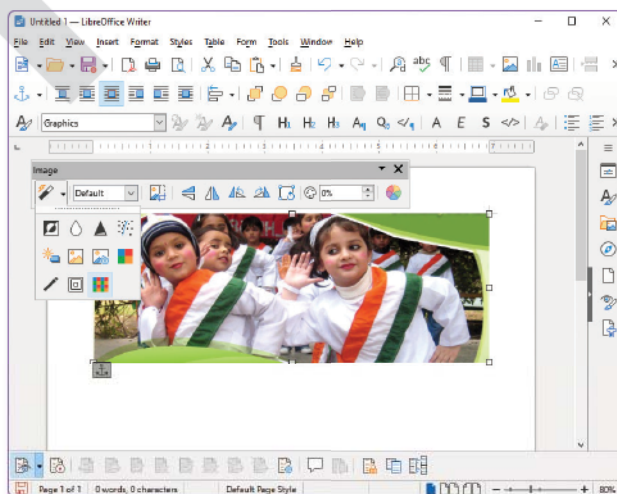 Untitled 1 — LibreOffice Writer
File Edit View Insert Format Styles Table Form Tools Window Help
Graphics
Image
Default 0%
Page 1 of 1 0 words, 0 characters Default Page Style 80%